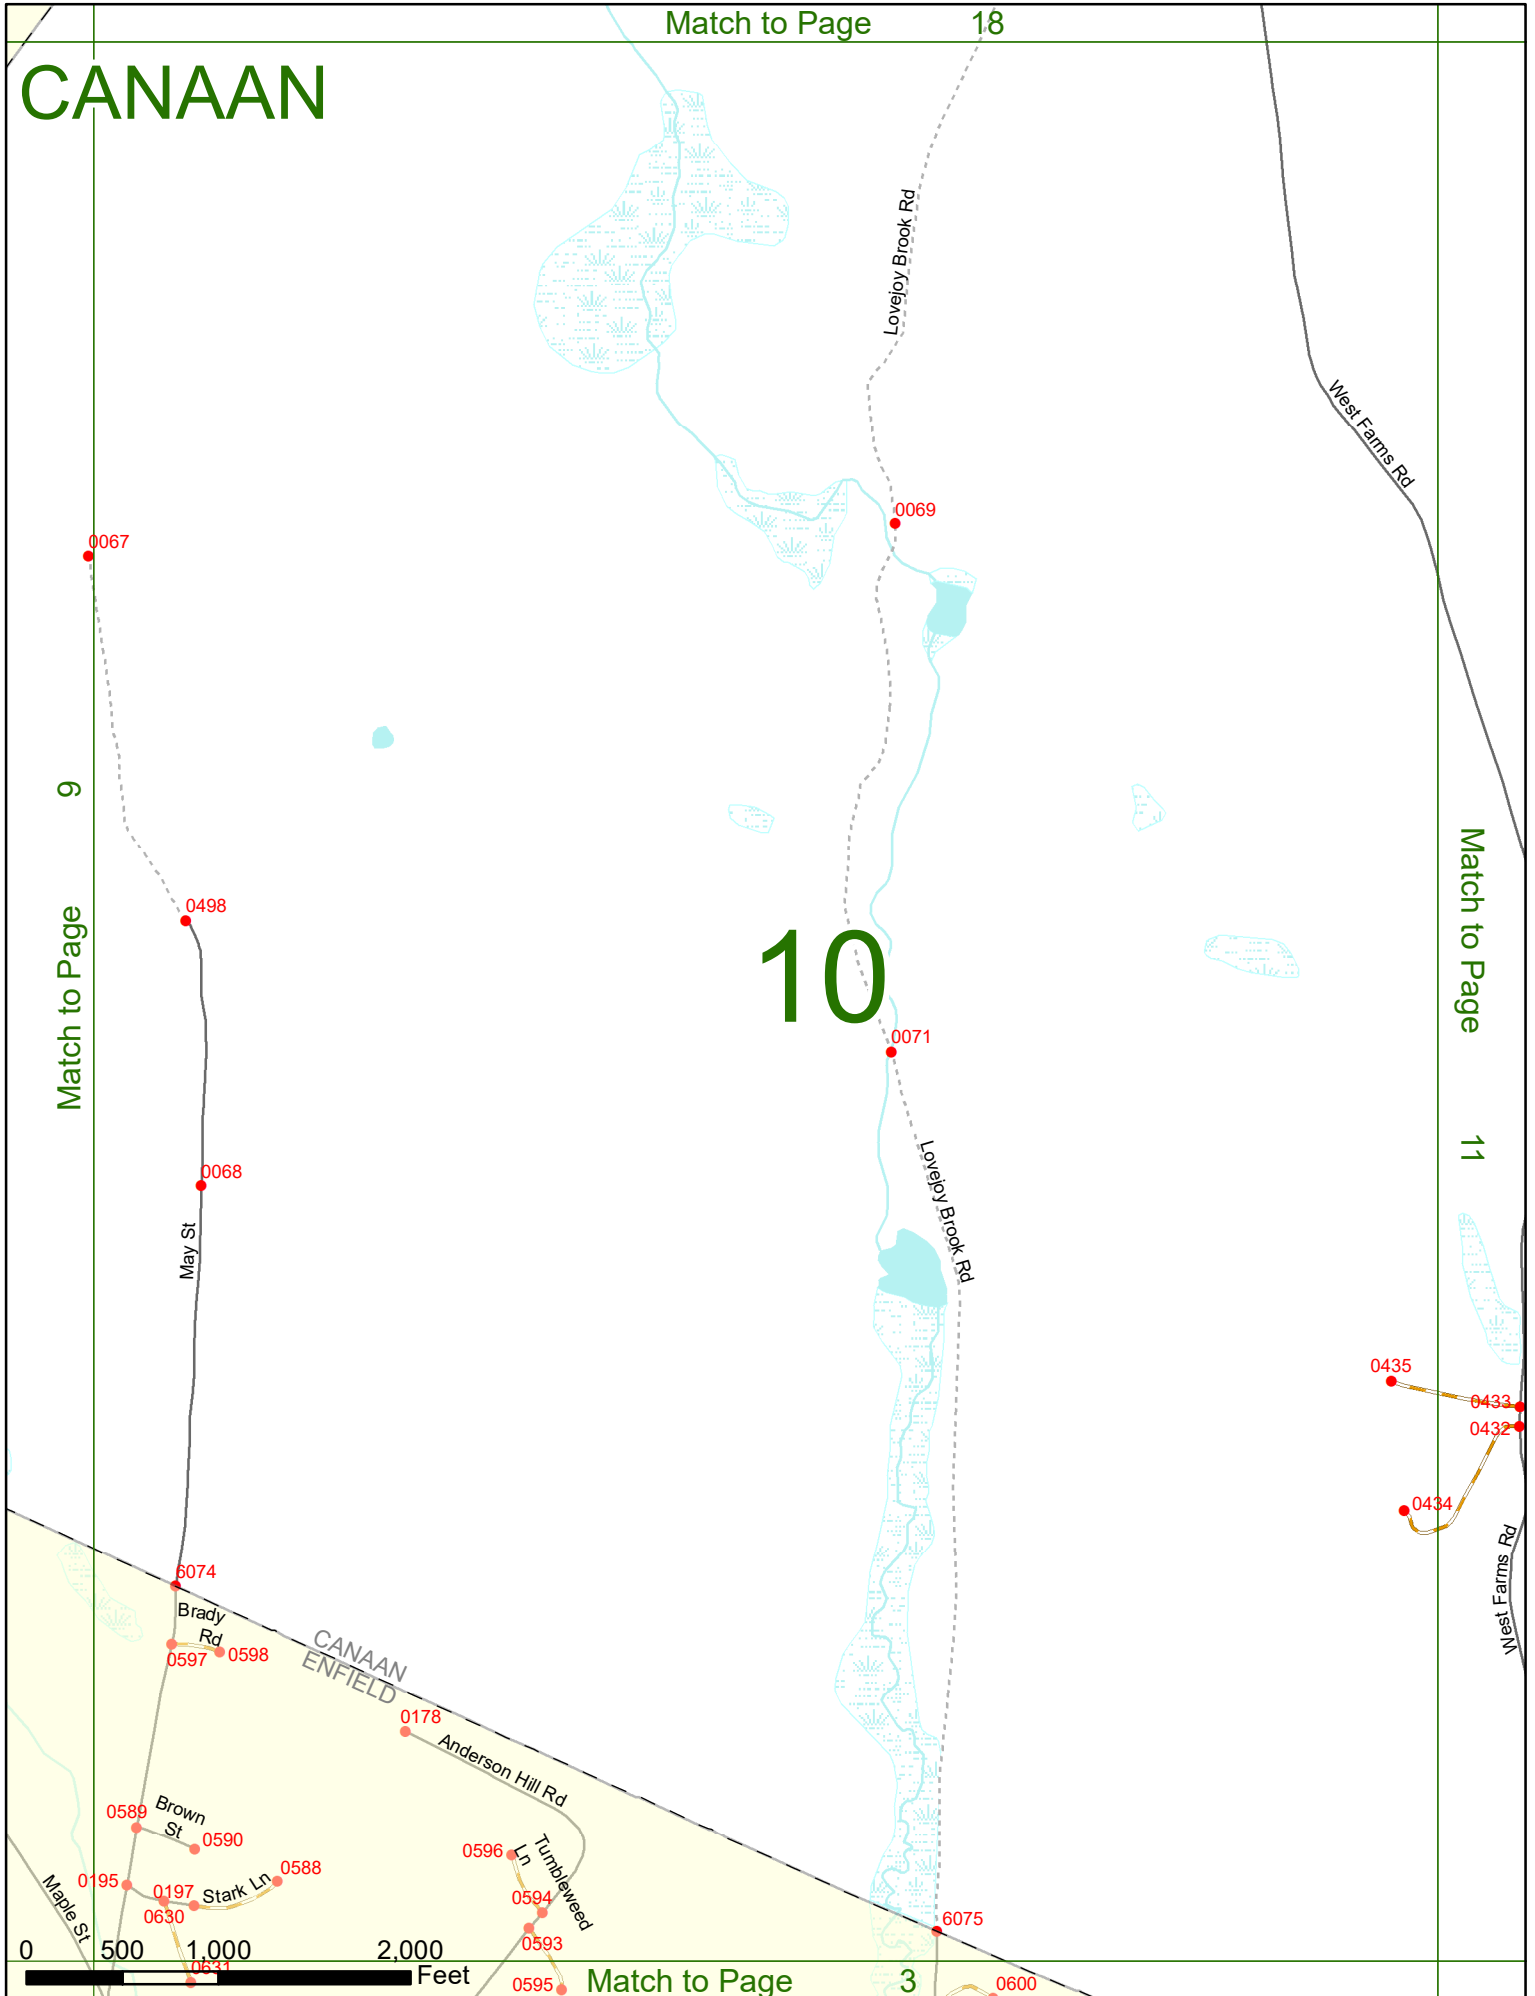 Match to Page 18
CANAAN
Lovejoy Brook Rd
West Farms Rd
0069
0067
9
Match to Page
Match to Page
11
0498
10
0071
0068
May St
Lovejoy Brook Rd
0435
0433
0432
0434
West Farms Rd
6074
Brady
Rd
0597
0598
CANAAN
ENFIELD
0178
Anderson Hill Rd
0589
Brown
St
0590
0596
Tumbleweed
Ln
0588
0195
0197
Stark Ln
0630
Maple St
0594
0593
6075
0 500 1,000 2,000
Feet
0631
0595
Match to Page 3
0600